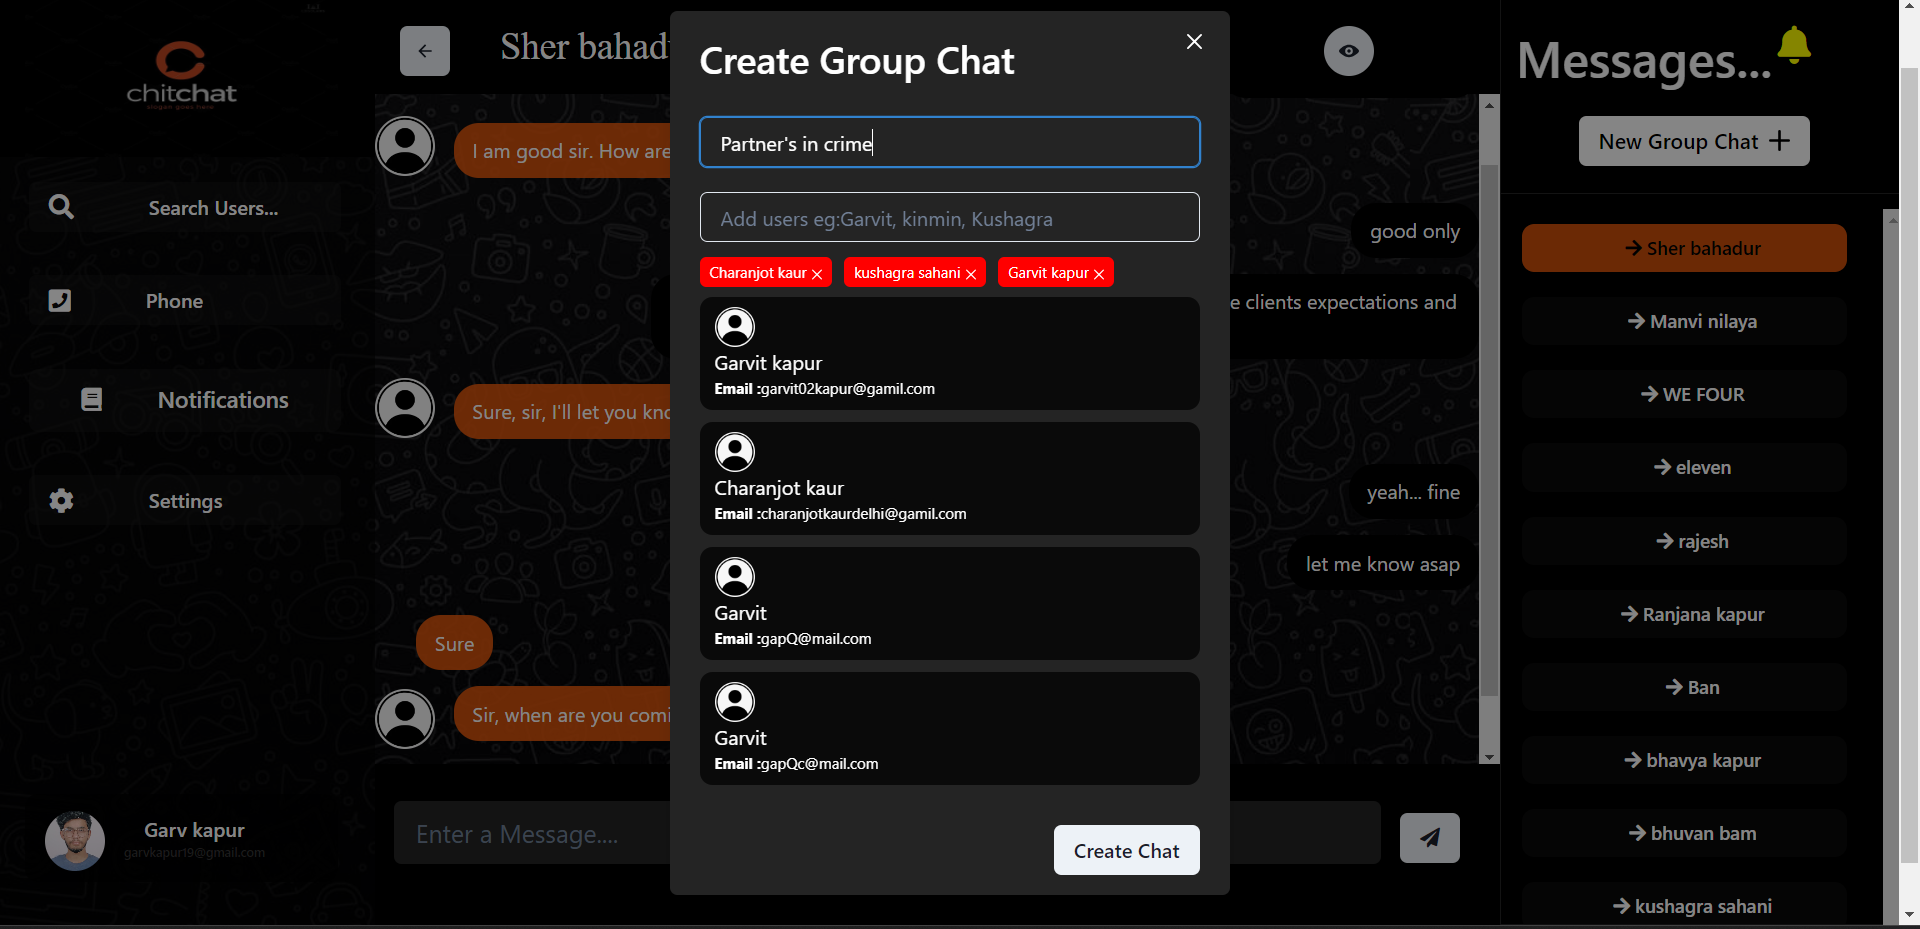 chitchat
Search Users...
Phone
Notifications
Settings
Garv kapur
garvkapur19@gmail.com
Sher bahadu
I am good sir. How are
good only
e clients expectations and
Sure, sir, I'll let you kno
yeah... fine
let me know asap
Sure
Sir, when are you comi
Enter a Message....
Create Group Chat
Partner's in crime
Add users eg:Garvit, kinmin, Kushagra
Charanjot kaur kushagra sahani Garvit kapur
Garvit kapur
Email :garvit02kapur@gamil.com
Charanjot kaur
Email :charanjotkaurdelhi@gamil.com
Garvit
Email :gapQ@mail.com
Garvit
Email :gapQc@mail.com
Create Chat
Messages...
New Group Chat
Sher bahadur
Manvi nilaya
WE FOUR
eleven
rajesh
Ranjana kapur
Ban
bhavya kapur
bhuvan bam
kushagra sahani